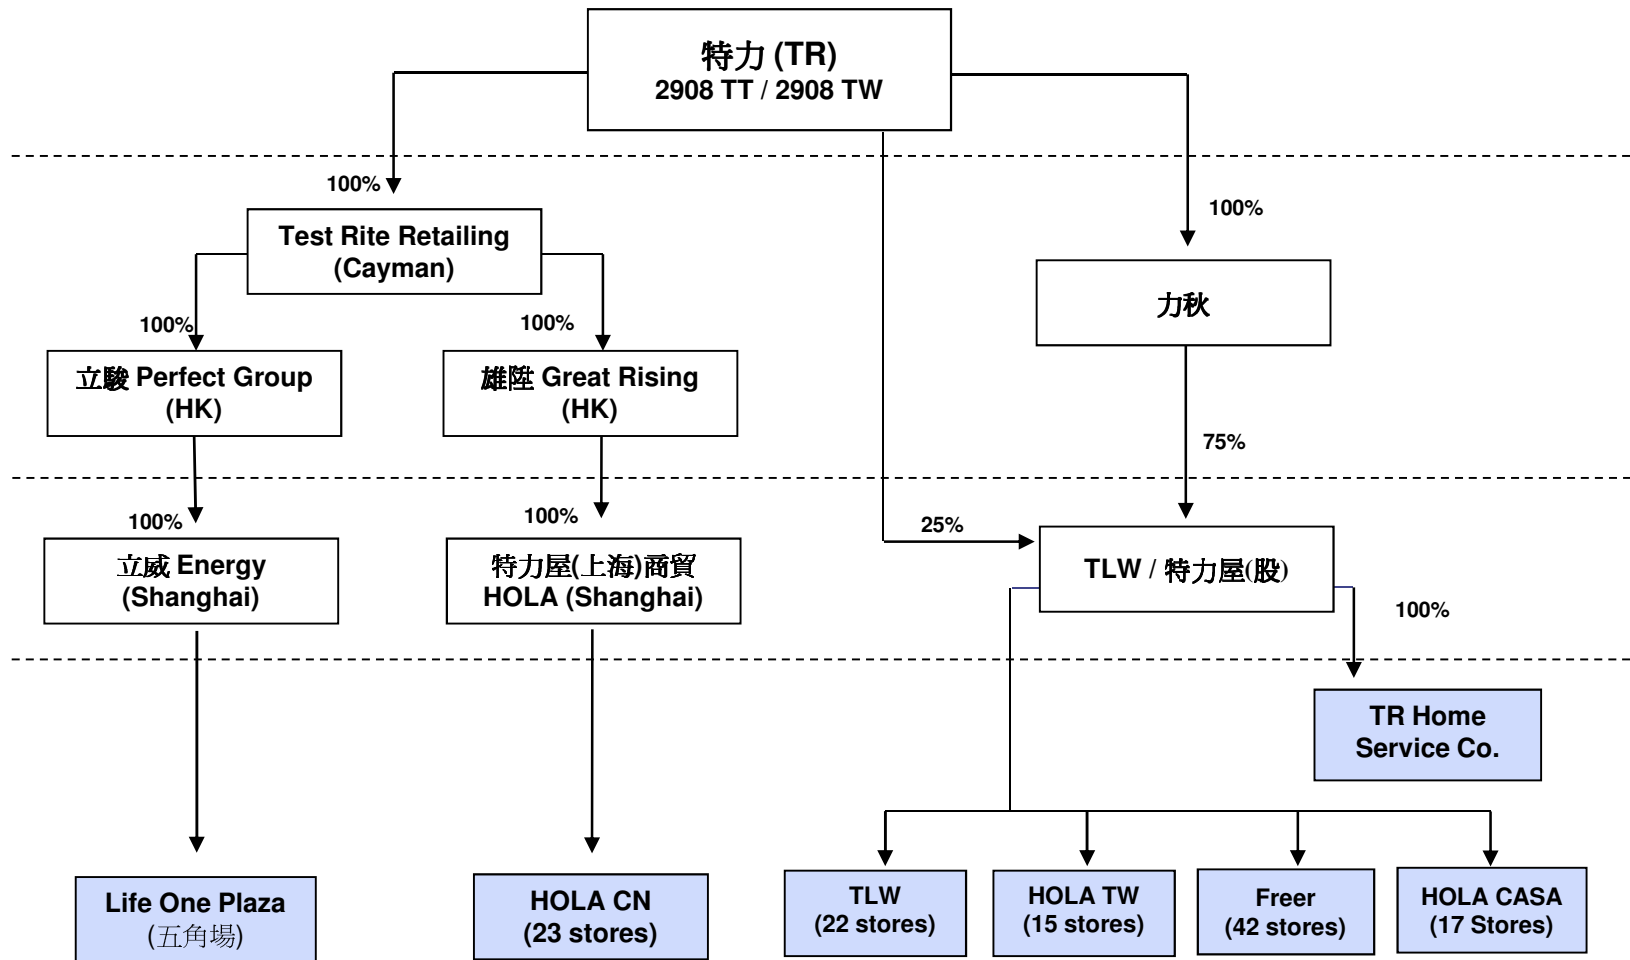 特力 (TR)
2908 TT / 2908 TW
100%
100%
Test Rite Retailing
(Cayman)
力秋
100%
100%
立駿 Perfect Group
(HK)
雄陞 Great Rising
(HK)
75%
100%
100%
25%
立威 Energy
(Shanghai)
特力屋(上海)商貿
HOLA (Shanghai)
TLW / 特力屋(股)
100%
TR Home
Service Co.
Life One Plaza
(五角場)
HOLA CN
(23 stores)
TLW
(22 stores)
HOLA TW
(15 stores)
Freer
(42 stores)
HOLA CASA
(17 Stores)